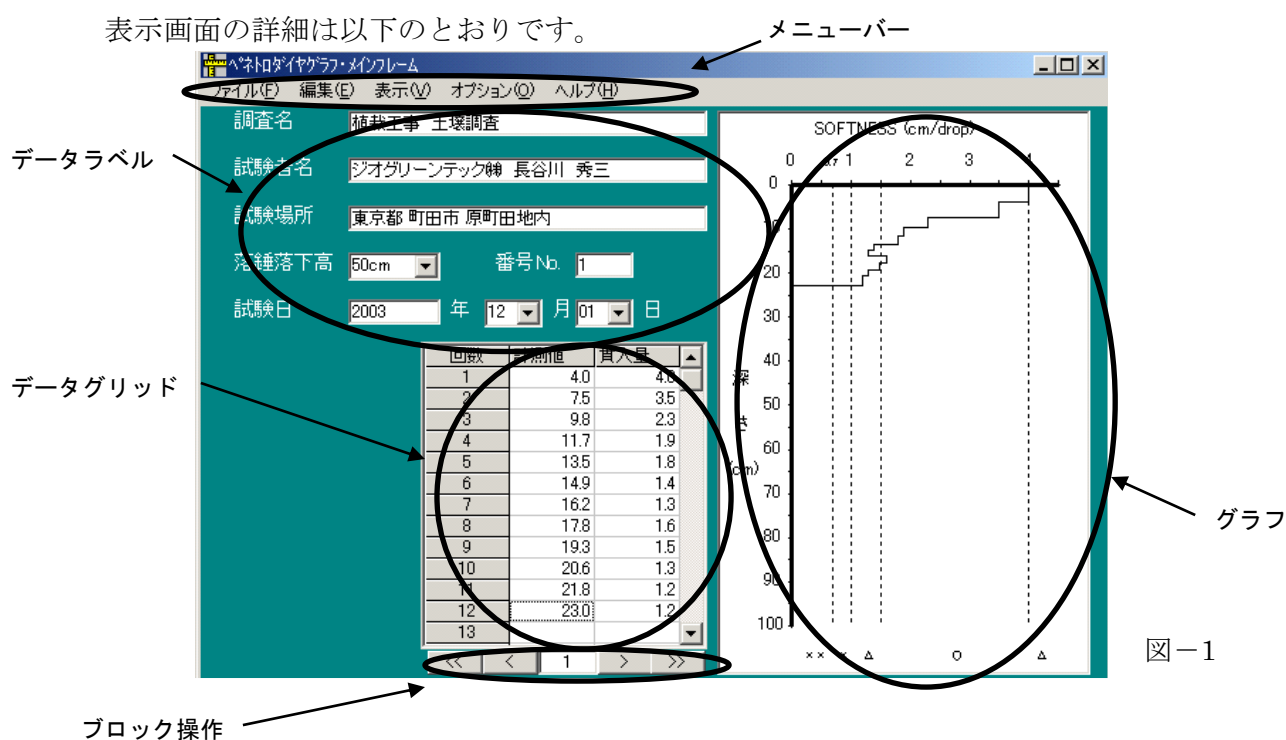 表示画面の詳細は以下のとおりです。
メニューバー
ペネトロダイヤグラフ・メインフレーム
ファイル(F) 編集(E) 表示(V) オプション(O) ヘルプ(H)
データラベル
調査名 植栽工事 土壌調査
試験者名 ジオグリーンテック㈱ 長谷川 秀三
試験場所 東京都 町田市 原町田地内
落錘落下高 50cm 番号No. 1
試験日 2003 年 12 月 01 日
データグリッド
回数 計測値 貫入量
1 4.0 4.0
2 7.5 3.5
3 9.8 2.3
4 11.7 1.9
5 13.5 1.8
6 14.9 1.4
7 16.2 1.3
8 17.8 1.6
9 19.3 1.5
10 20.6 1.3
11 21.8 1.2
12 23.0 1.2
13
<< < 1 > >>
ブロック操作
SOFTNESS (cm/drop)
0 0.7 1 2 3 4
0
10
20
30
40
50
60
70
80
90
100
深さ(cm)
×× × △ ○ △
グラフ
図－1